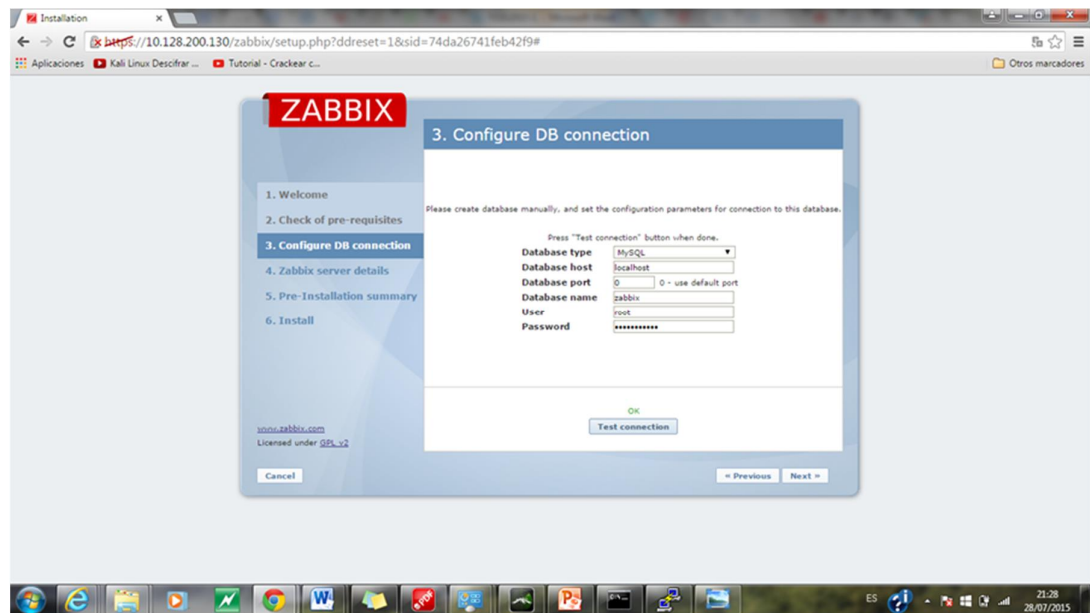 Installation
https://10.128.200.130/zabbix/setup.php?ddreset=1&sid=74da26741feb42f9#
Aplicaciones
Kali Linux Descifrar ...
Tutorial - Crackear c...
Otros marcadores
ZABBIX
3. Configure DB connection
1. Welcome
2. Check of pre-requisites
3. Configure DB connection
4. Zabbix server details
5. Pre-Installation summary
6. Install
Please create database manually, and set the configuration parameters for connection to this database.
Press "Test connection" button when done.
Database type MySQL
Database host localhost
Database port 0 0 - use default port
Database name zabbix
User root
Password •••••••••••
OK
Test connection
www.zabbix.com
Licensed under GPL v2
Cancel
« Previous
Next »
PDF
ES
21:28
28/07/2015